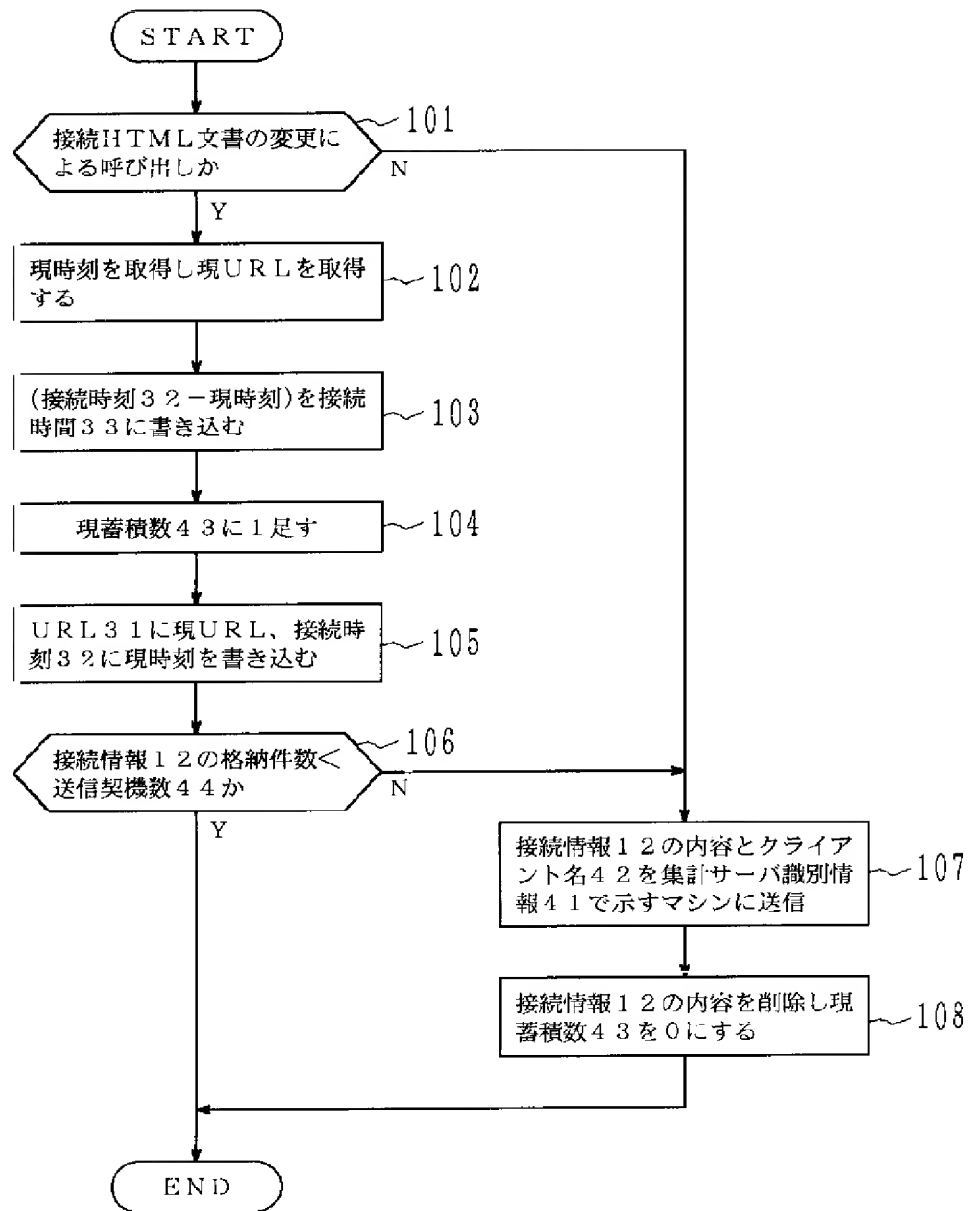 START
接続HTML文書の変更に
よる呼び出しか
101
N
Y
現時刻を取得し現URLを取得
する
102
(接続時刻32-現時刻)を接続
時間33に書き込む
103
現蓄積数43に1足す
104
URL31に現URL、接続時
刻32に現時刻を書き込む
105
接続情報12の格納件数<
送信契機数44か
106
N
Y
接続情報12の内容とクライア
ント名42を集計サーバ識別情
報41で示すマシンに送信
107
接続情報12の内容を削除し現
蓄積数43を0にする
108
END